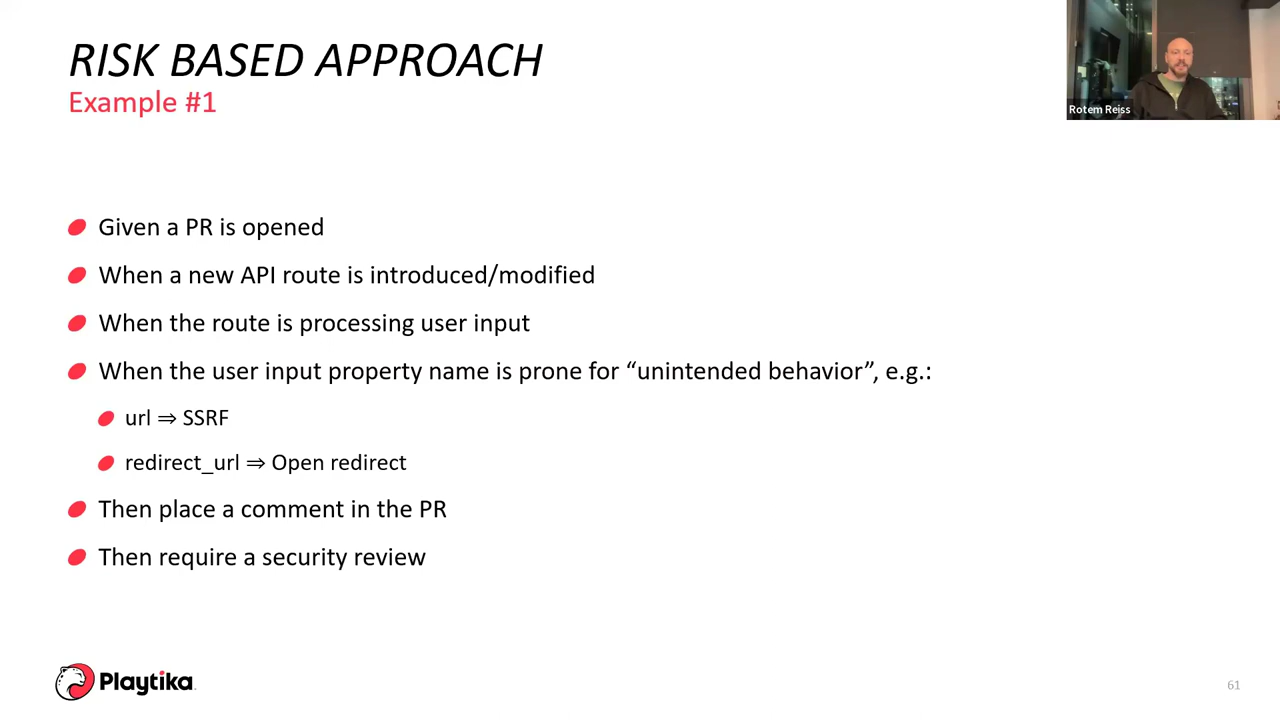 RISK BASED APPROACH
Example #1
Rotem Reiss
Given a PR is opened
When a new API route is introduced/modified
When the route is processing user input
When the user input property name is prone for “unintended behavior”, e.g.:
url ⇒ SSRF
redirect_url ⇒ Open redirect
Then place a comment in the PR
Then require a security review
Playtika
61